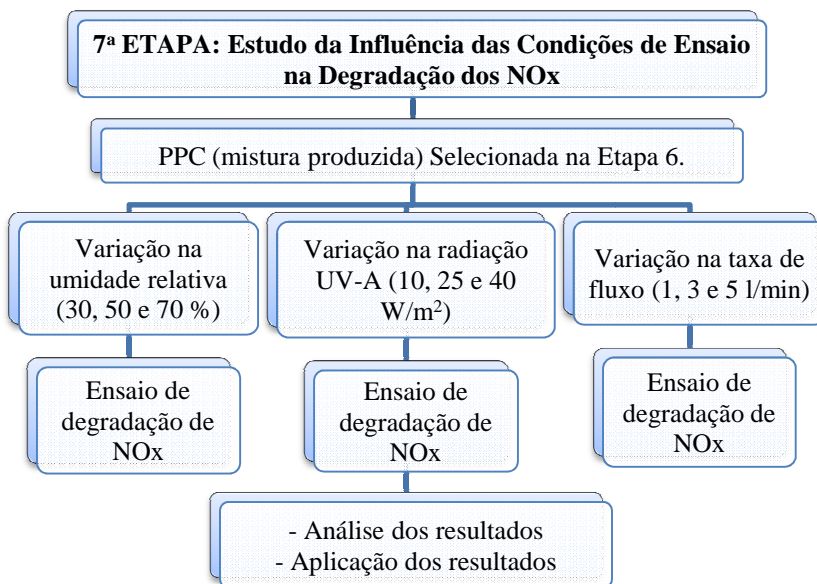 7ª ETAPA: Estudo da Influência das Condições de Ensaio
na Degradação dos NOx
PPC (mistura produzida) Selecionada na Etapa 6.
Variação na
umidade relativa
(30, 50 e 70 %)
Variação na radiação
UV-A (10, 25 e 40
W/m²)
Variação na taxa de
fluxo (1, 3 e 5 l/min)
Ensaio de
degradação de
NOx
Ensaio de
degradação de
NOx
Ensaio de
degradação de
NOx
- Análise dos resultados
- Aplicação dos resultados